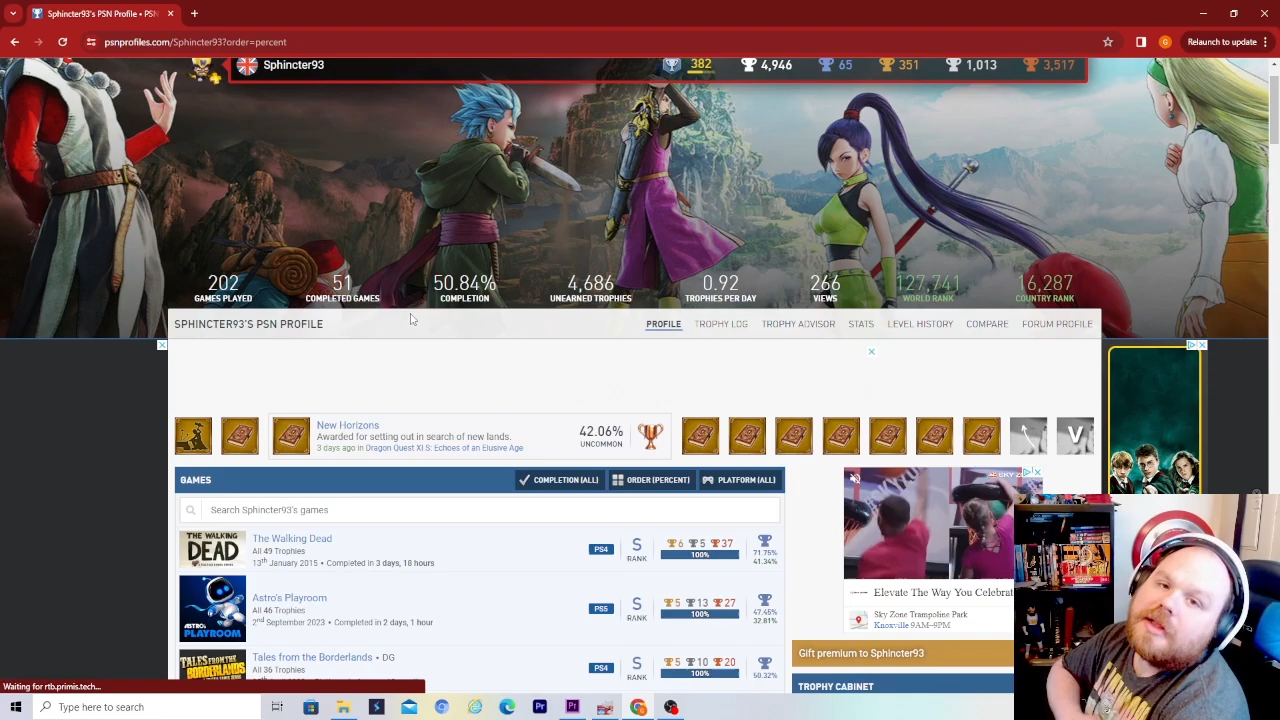 Sphincter93's PSN Profile • PSN
psnprofiles.com/Sphincter93?order=percent
Relaunch to update
Sphincter93
382
4,946
65
351
1,013
3,517
202
GAMES PLAYED
51
COMPLETED GAMES
50.84%
COMPLETION
4,686
UNEARNED TROPHIES
0.92
TROPHIES PER DAY
266
VIEWS
127,741
WORLD RANK
16,287
COUNTRY RANK
SPHINCTER93'S PSN PROFILE
PROFILE
TROPHY LOG
TROPHY ADVISOR
STATS
LEVEL HISTORY
COMPARE
FORUM PROFILE
New Horizons
Awarded for setting out in search of new lands.
3 days ago in Dragon Quest XI S: Echoes of an Elusive Age
42.06%
UNCOMMON
V
GAMES
COMPLETION (ALL)
ORDER (PERCENT)
PLATFORM (ALL)
Search Sphincter93's games
THE WALKING
DEAD
The Walking Dead
All 49 Trophies
13th January 2015 • Completed in 3 days, 18 hours
PS4
S
RANK
6 5 37
100%
71.75%
41.34%
ASTRO's
PLAYROOM
Astro's Playroom
All 46 Trophies
2nd September 2023 • Completed in 2 days, 1 hour
PS5
S
RANK
5 13 27
100%
47.45%
32.81%
TALES FROM THE
BORDERLANDS
Tales from the Borderlands • DG
All 36 Trophies
PS4
S
RANK
5 10 20
100%
50.32%
Elevate The Way You Celebrat
Sky Zone Trampoline Park
Knoxville 9AM–9PM
Gift premium to Sphincter93
TROPHY CABINET
Waiting for rtb.primis.tech...
Type here to search